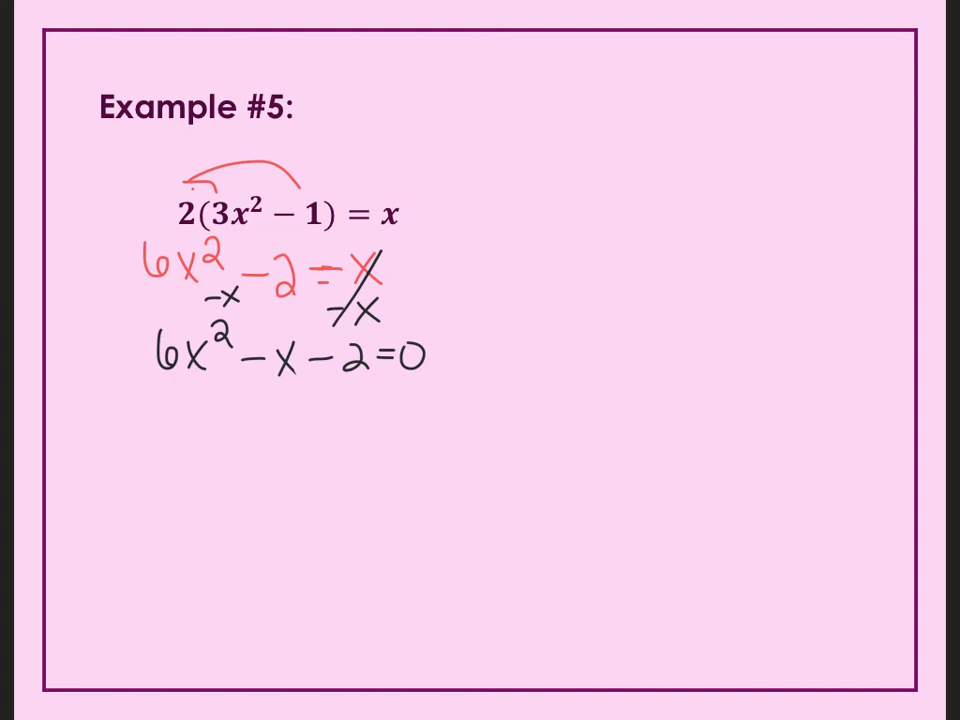 Example #5:
2(3x² − 1) = x
6x² − 2 = x
−x −x
6x² − x − 2 = 0